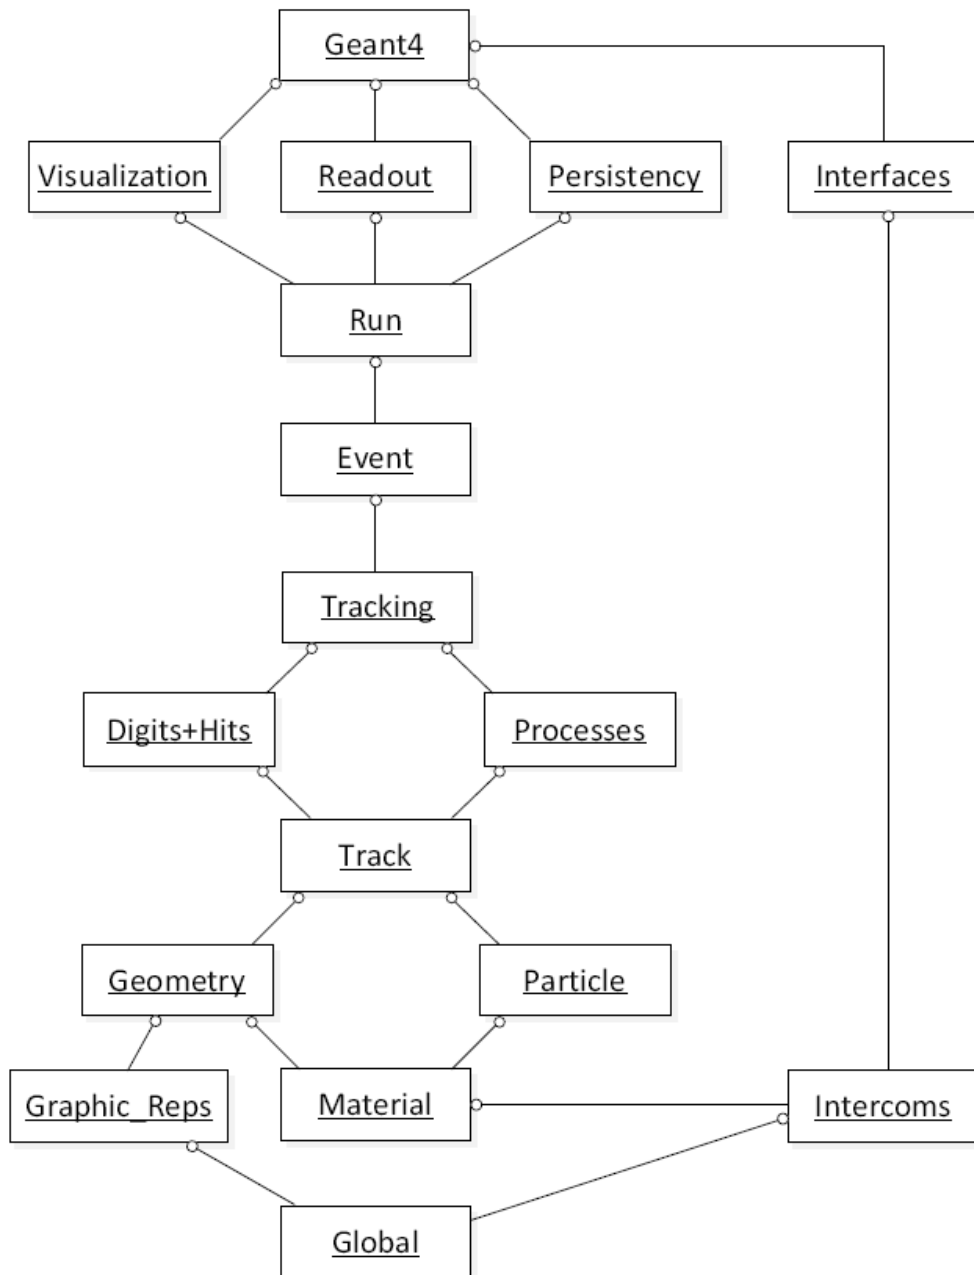 Geant4
Visualization
Readout
Persistency
Interfaces
Run
Event
Tracking
Digits+Hits
Processes
Track
Geometry
Particle
Graphic_Reps
Material
Intercoms
Global